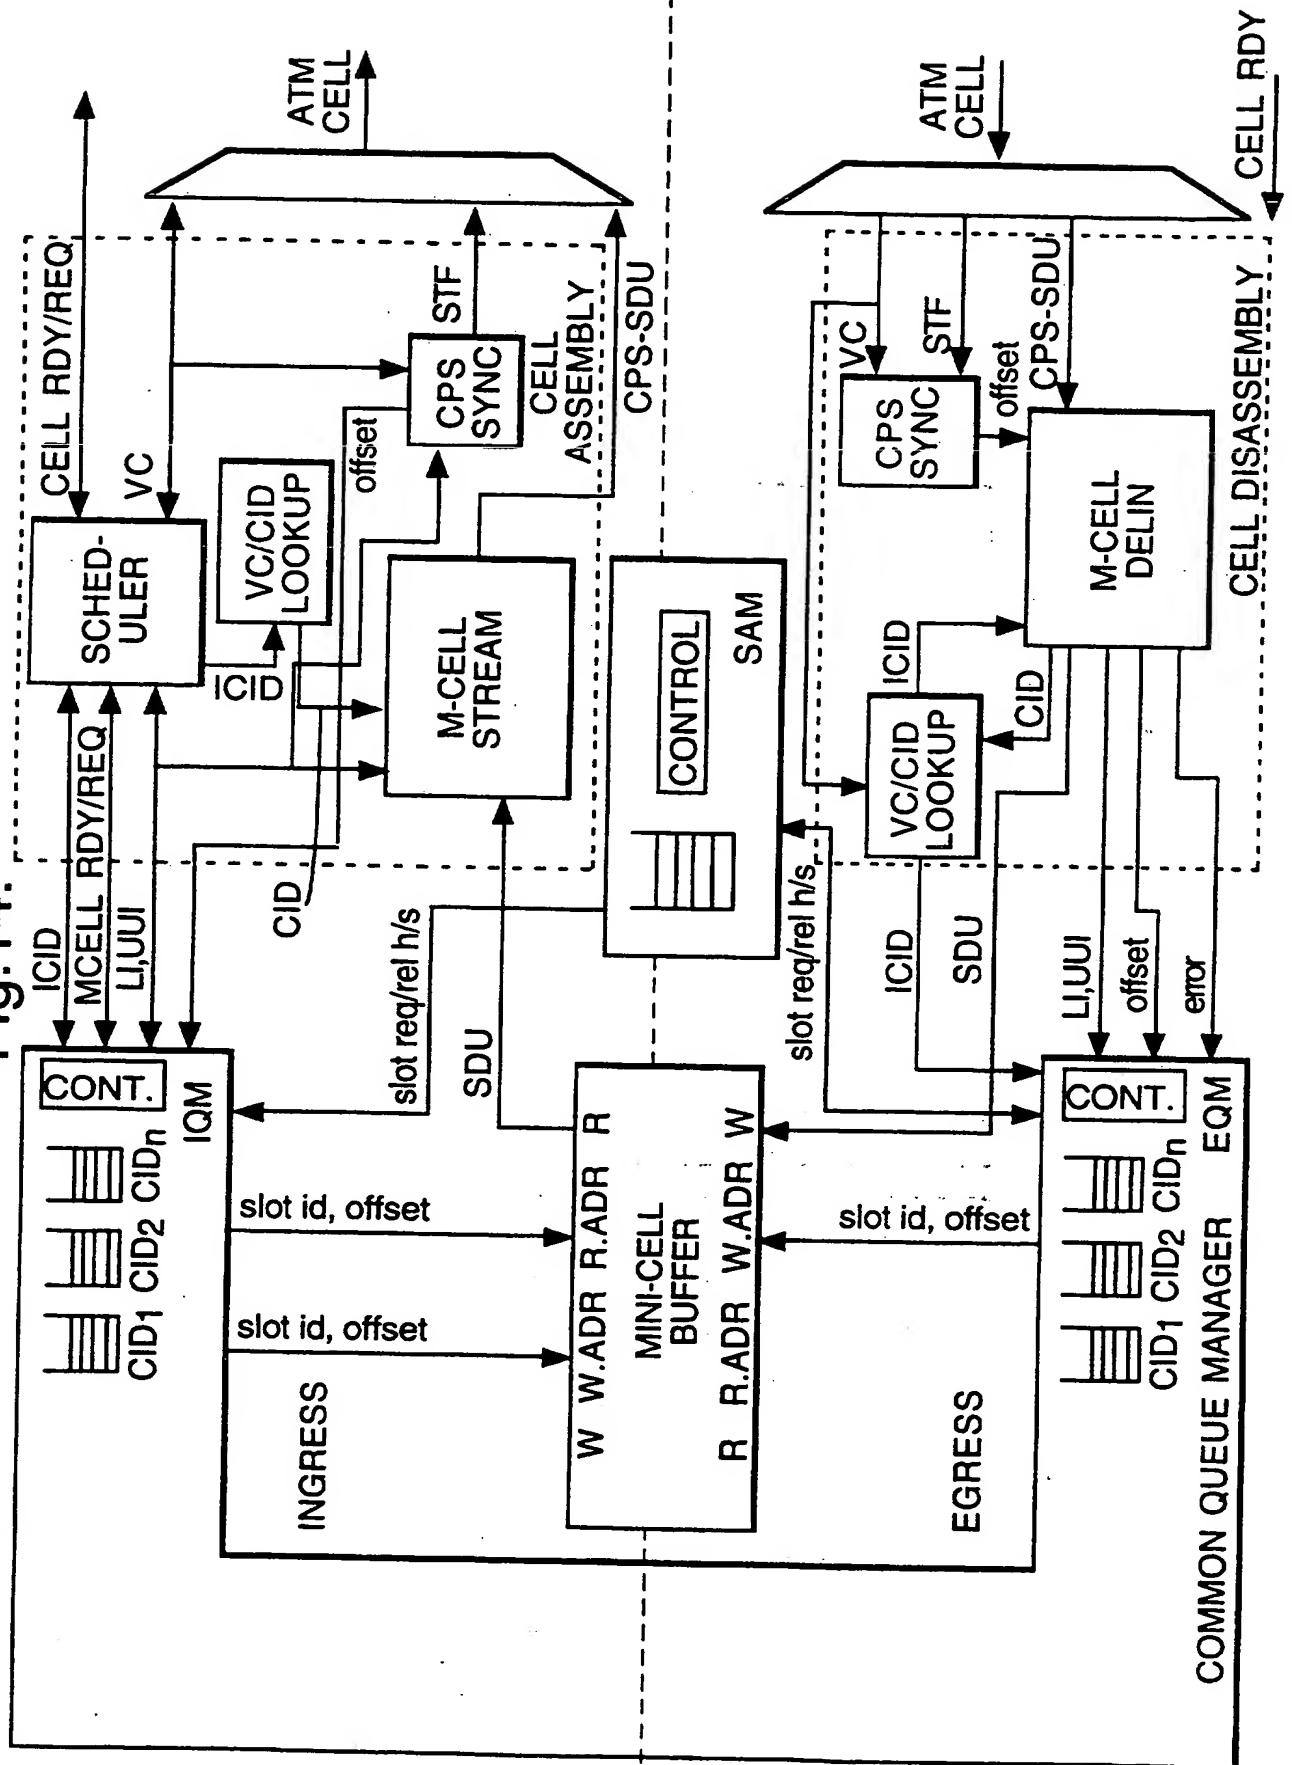 CELL RDY/REQ
VC
ATM
CELL
STF
CPS-SDU
SCHED-
ULER
VC/CID
LOOKUP
ICID
offset
CPS
SYNC
CELL
ASSEMBLY
M-CELL
STREAM
ICID
MCELL RDY/REQ
LI,UUI
CID
slot req/rel h/s
SDU
CONTROL
SAM
ATM
CELL
CELL RDY
VC
STF
CPS-SDU
CPS
SYNC
offset
M-CELL
DELIN
CELL DISASSEMBLY
ICID
CID
VC/CID
LOOKUP
slot req/rel h/s
ICID
SDU
LI,UUI
offset
error
CONT.
IQM
CID1
CID2
CIDn
slot id, offset
slot id, offset
INGRESS
W W.ADR R.ADR R
MINI-CELL
BUFFER
R R.ADR W.ADR W
slot id, offset
EGRESS
CONT.
CID1
CID2
CIDn
COMMON QUEUE MANAGER
EQM